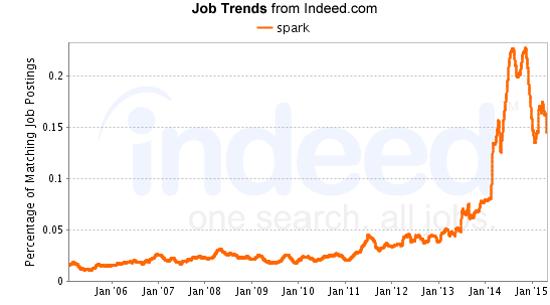 Job Trends from Indeed.com
spark
Percentage of Matching Job Postings
0.2
0.15
0.1
0.05
0
indeed
one search. all jobs.
Jan'06 Jan'07 Jan'08 Jan'09 Jan'10 Jan'11 Jan'12 Jan'13 Jan'14 Jan'15